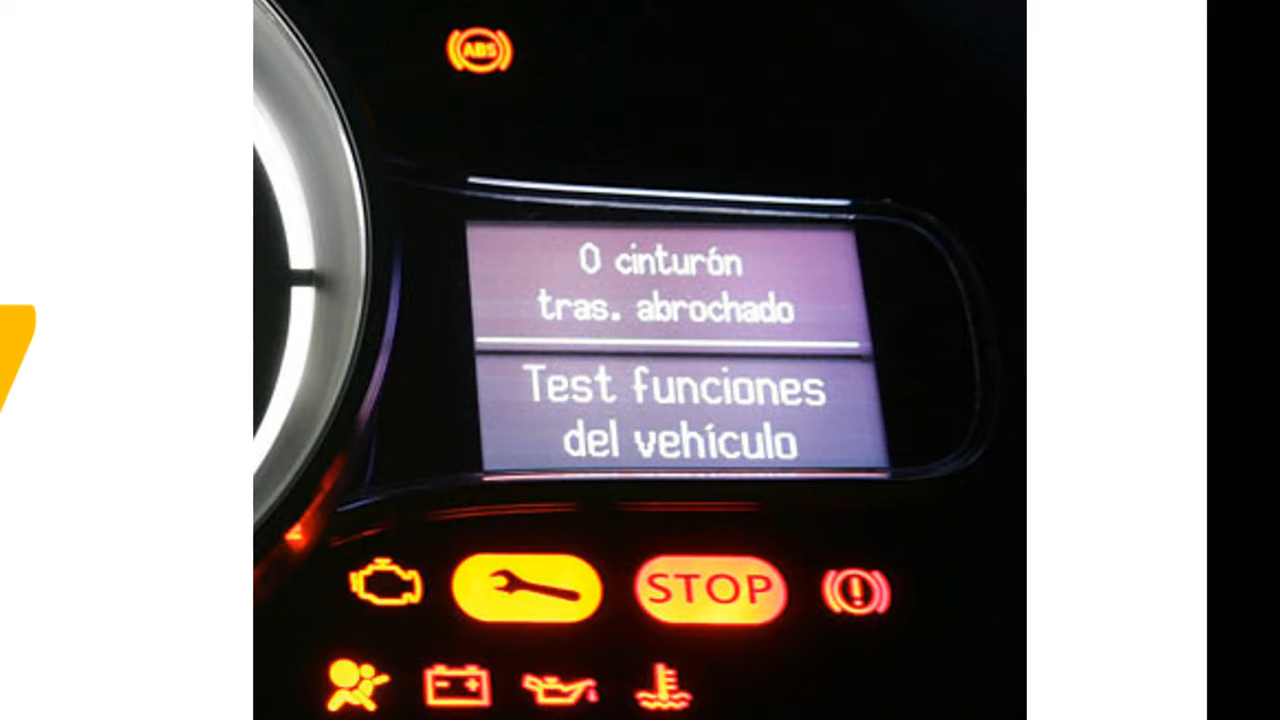 ABS
0 cinturón
tras. abrochado
Test funciones
del vehículo
STOP